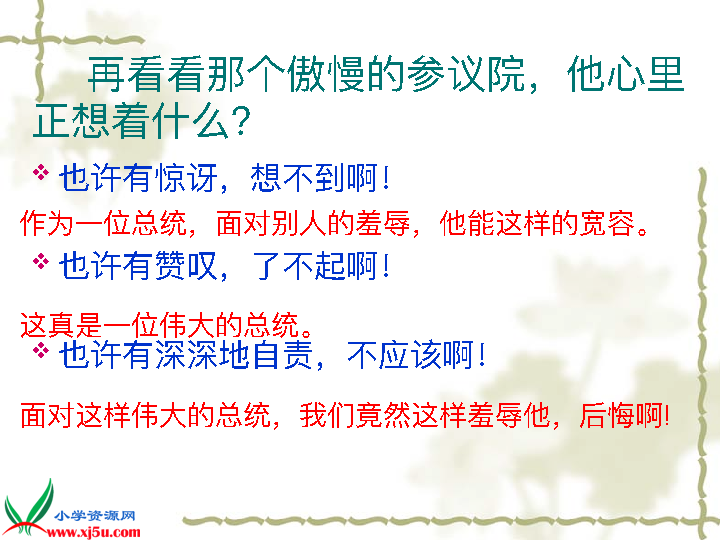 再看看那个傲慢的参议院，他心里
正想着什么?
也许有惊讶，想不到啊!
作为一位总统，面对别人的羞辱，他能这样的宽容。
也许有赞叹，了不起啊!
这真是一位伟大的总统。
也许有深深地自责，不应该啊!
面对这样伟大的总统，我们竟然这样羞辱他，后悔啊!
小学资源网
www.xj5u.com